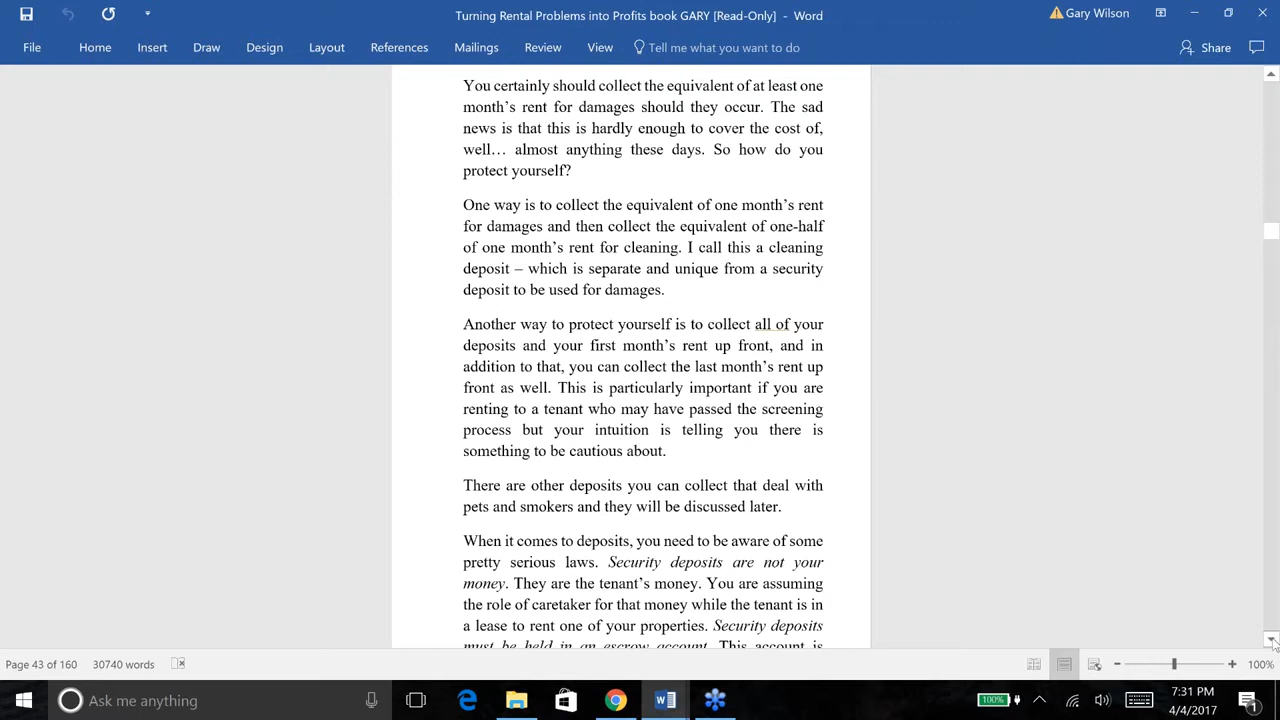 Turning Rental Problems into Profits book GARY [Read-Only] - Word
Gary Wilson
File Home Insert Draw Design Layout References Mailings Review View Tell me what you want to do Share
You certainly should collect the equivalent of at least one
month's rent for damages should they occur. The sad
news is that this is hardly enough to cover the cost of,
well… almost anything these days. So how do you
protect yourself?
One way is to collect the equivalent of one month's rent
for damages and then collect the equivalent of one-half
of one month's rent for cleaning. I call this a cleaning
deposit – which is separate and unique from a security
deposit to be used for damages.
Another way to protect yourself is to collect all of your
deposits and your first month's rent up front, and in
addition to that, you can collect the last month's rent up
front as well. This is particularly important if you are
renting to a tenant who may have passed the screening
process but your intuition is telling you there is
something to be cautious about.
There are other deposits you can collect that deal with
pets and smokers and they will be discussed later.
When it comes to deposits, you need to be aware of some
pretty serious laws. Security deposits are not your
money. They are the tenant's money. You are assuming
the role of caretaker for that money while the tenant is in
a lease to rent one of your properties. Security deposits
must be held in an escrow account. This account is
Page 43 of 160 30740 words 100%
Ask me anything
100%
7:31 PM
4/4/2017
1